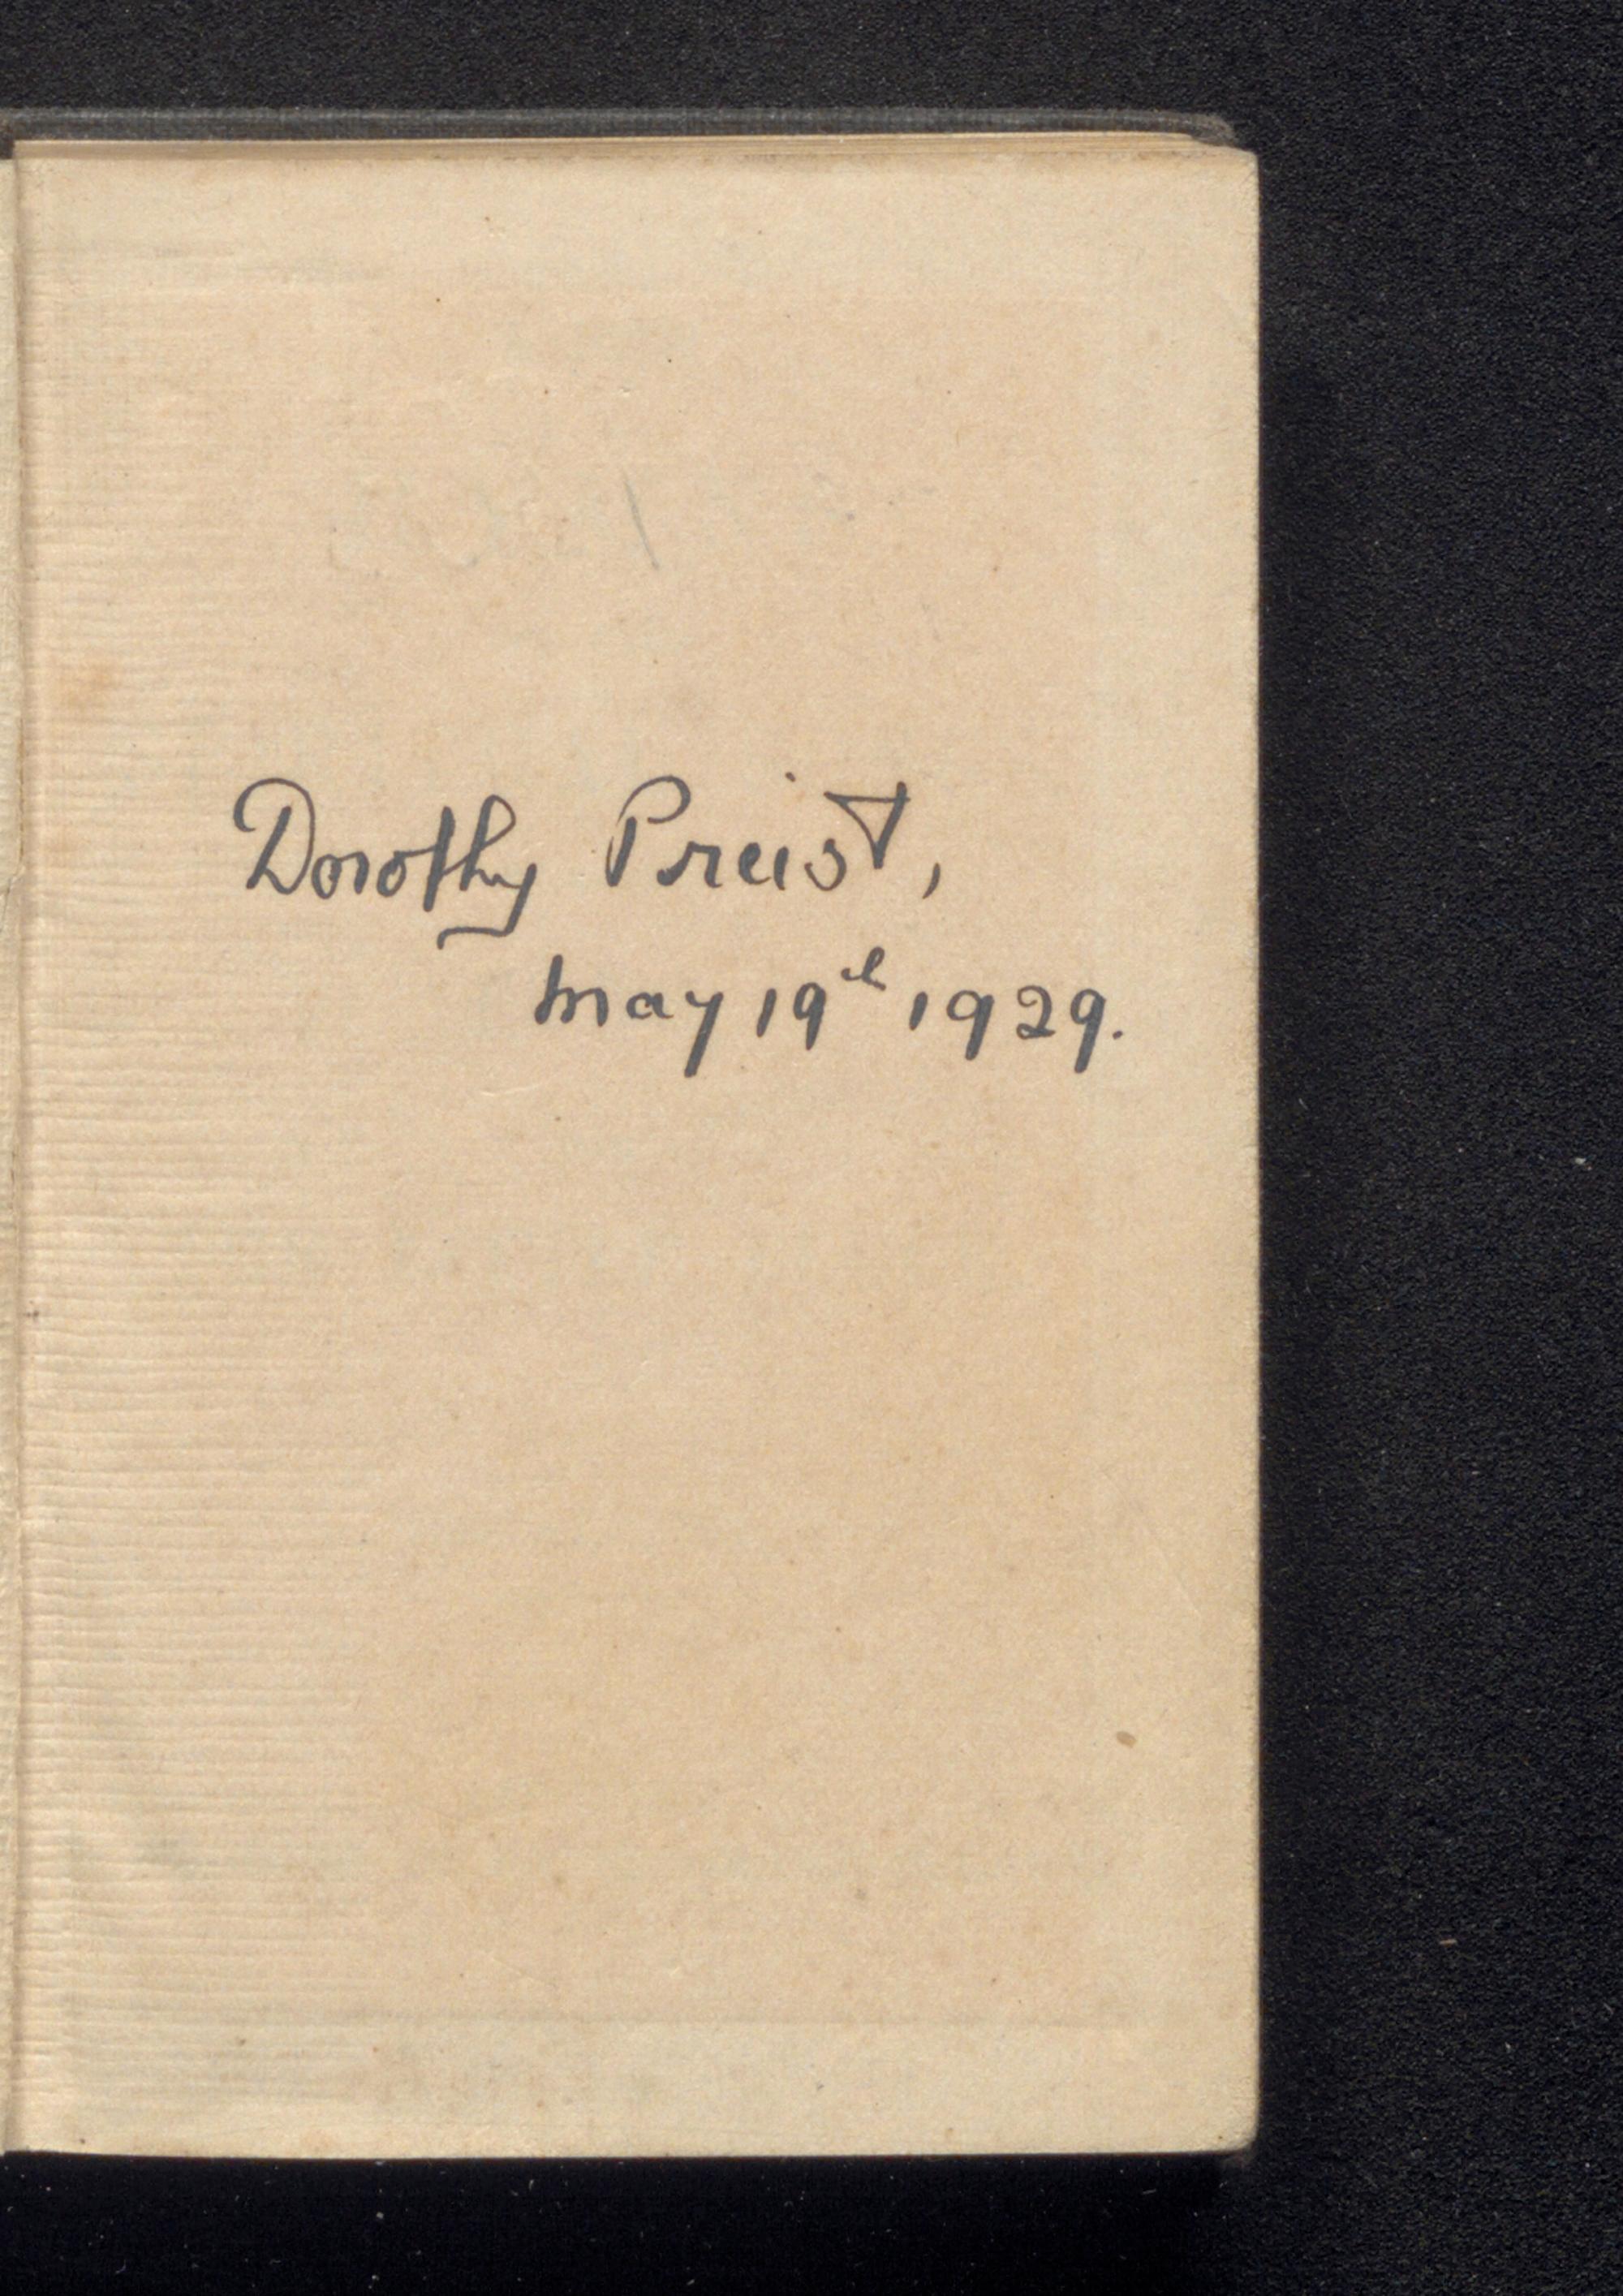 Dorothy Preist,
May 19th 1929.